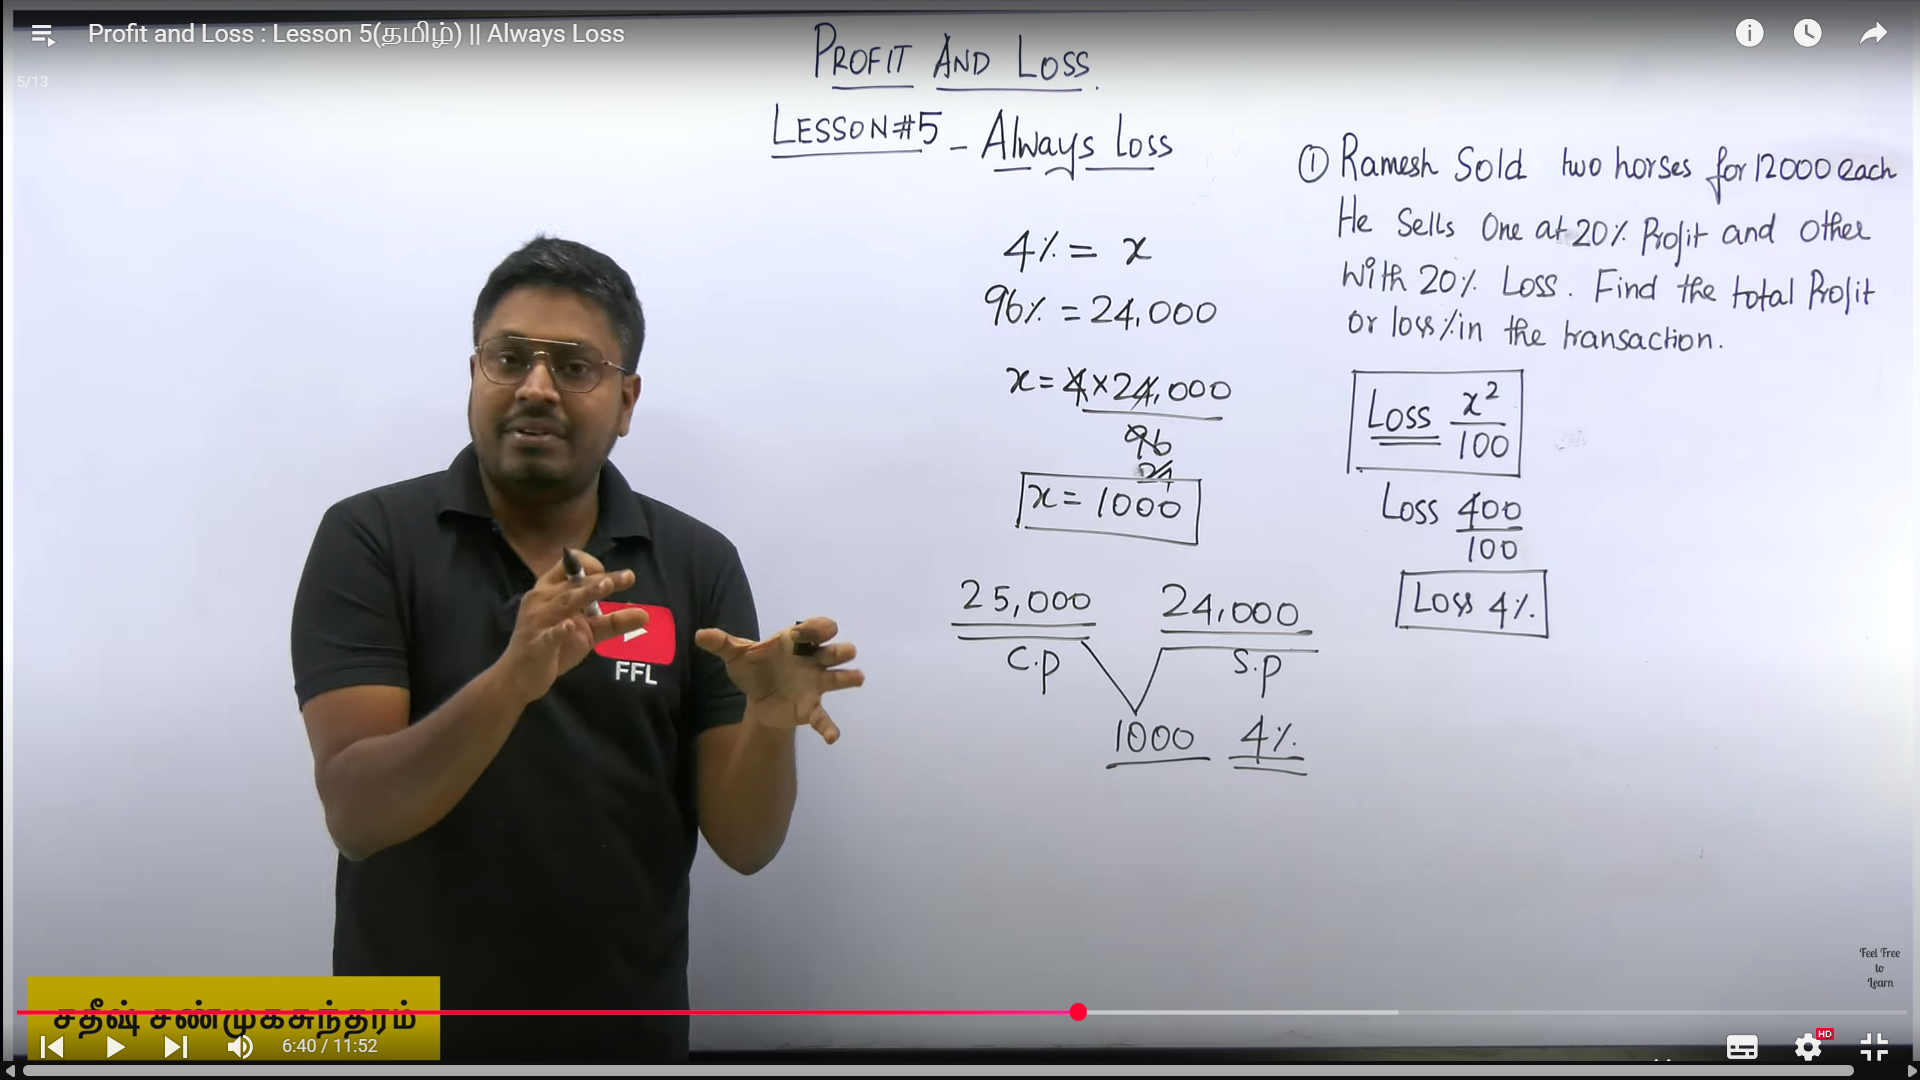 Profit and Loss : Lesson 5(தமிழ்) || Always Loss
5/13
PROFIT AND LOSS
LESSON#5 - Always Loss
① Ramesh Sold two horses for 12000 each
He Sells One at 20% Profit and other
With 20% Loss. Find the total Profit
or loss % in the transaction.
4% = x
96% = 24,000
x = 4 x 24,000
96
24
1
x = 1000
Loss x²
100
Loss 400
100
Loss 4%
25,000 24,000
C.P S.P
1000 4%
FFL
Feel Free
to
Learn
சதீஷ் சண்முகசுந்தரம்
6:40 / 11:52
HD